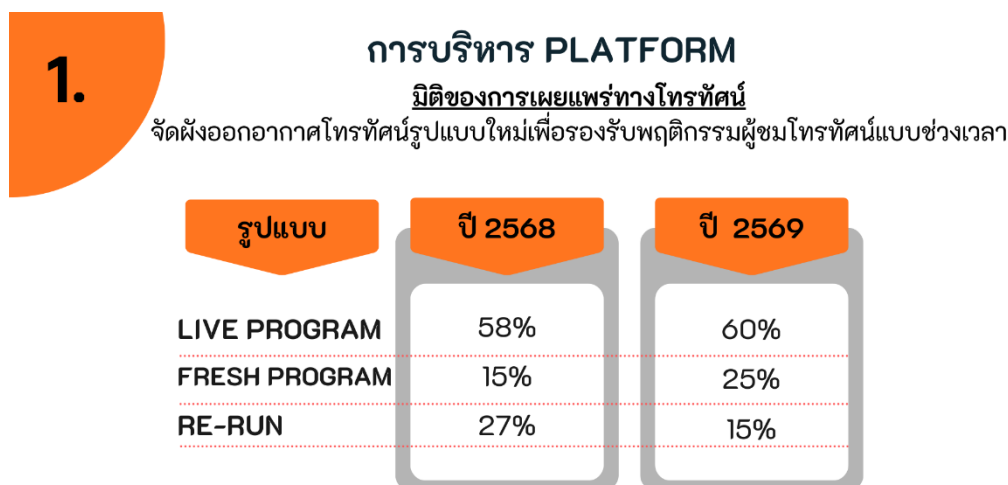 1.
การบริหาร PLATFORM
มิติของการเผยแพร่ทางโทรทัศน์
จัดผังออกอากาศโทรทัศน์รูปแบบใหม่เพื่อรองรับพฤติกรรมผู้ชมโทรทัศน์แบบช่วงเวลา
รูปแบบ ปี 2568 ปี 2569
LIVE PROGRAM 58% 60%
FRESH PROGRAM 15% 25%
RE-RUN 27% 15%